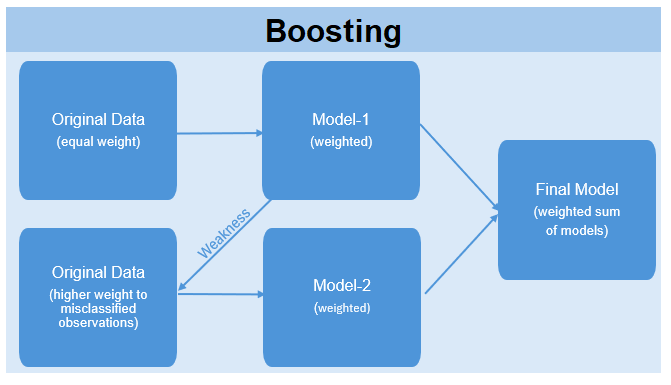 Boosting
Original Data
(equal weight)
Model-1
(weighted)
Final Model
(weighted sum
of models)
Weakness
Original Data
(higher weight to
misclassified
observations)
Model-2
(weighted)